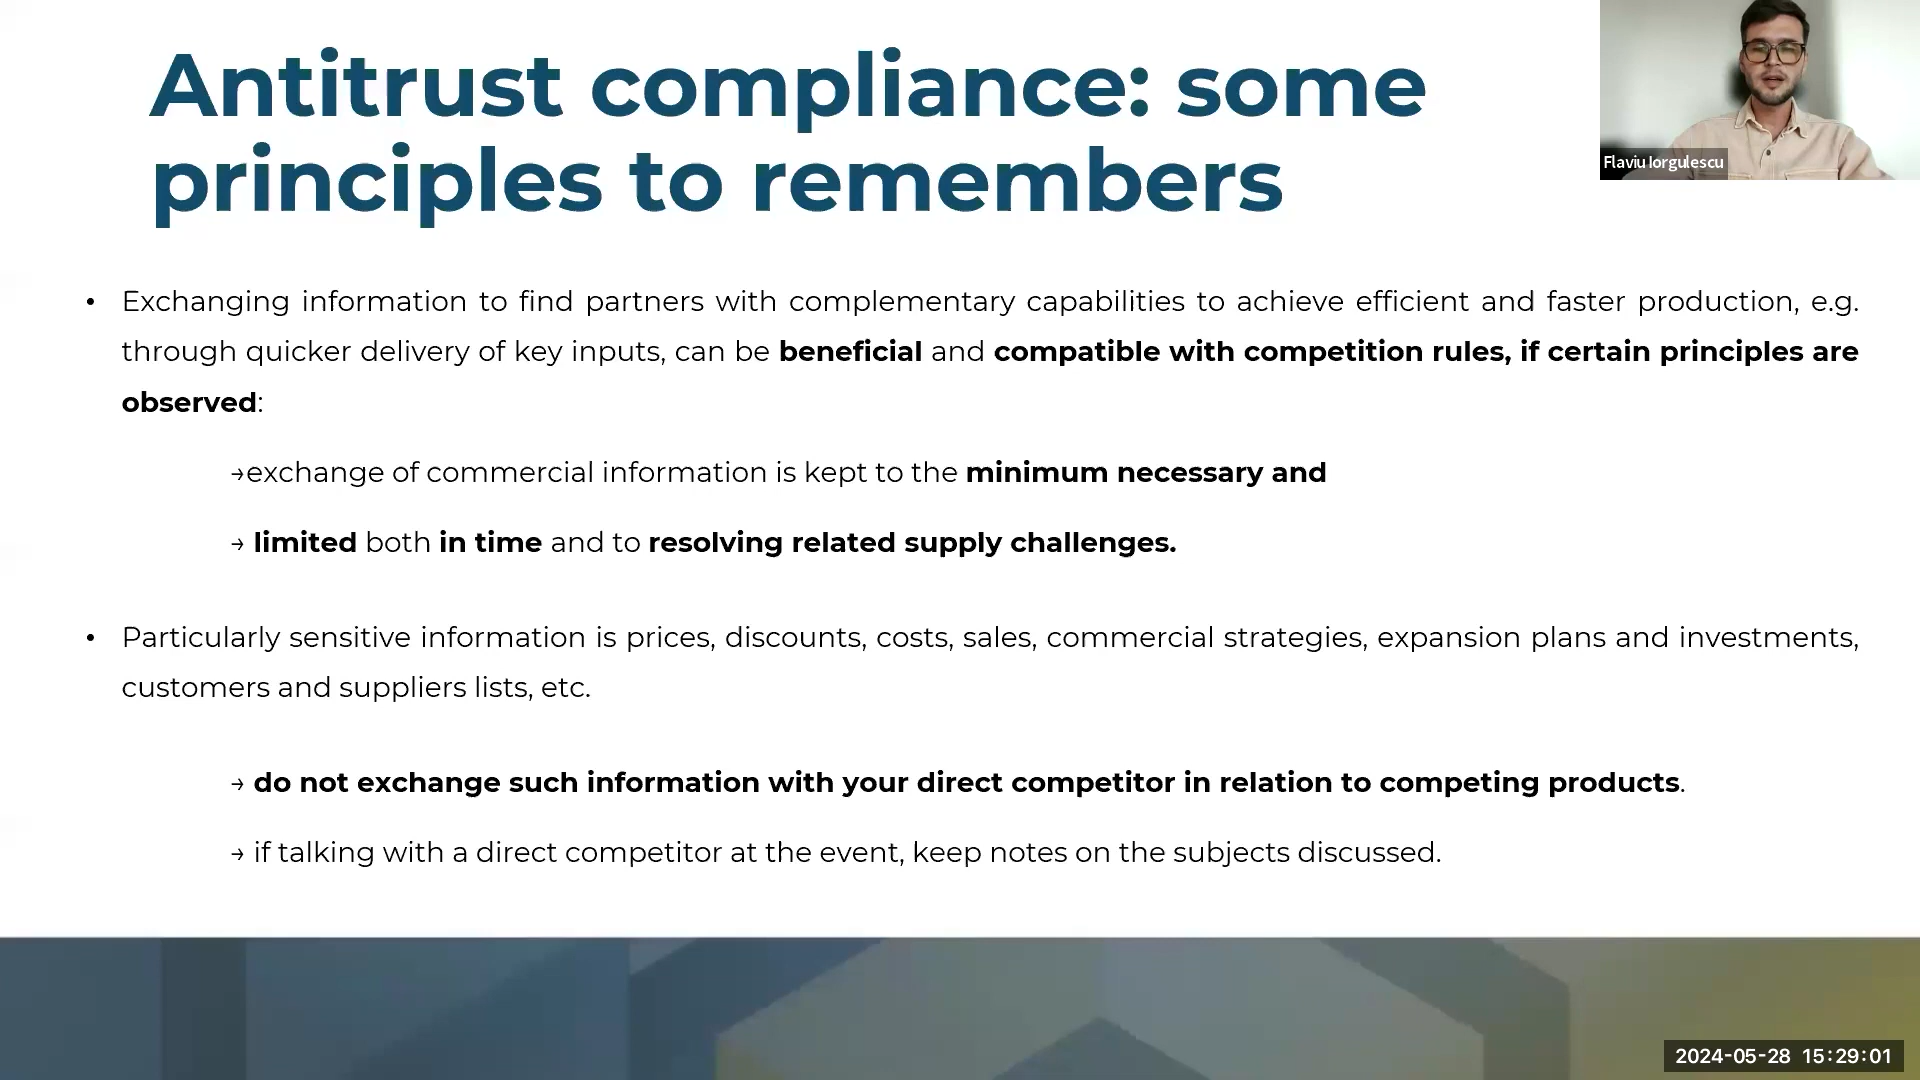 Antitrust compliance: some
principles to remembers
Flaviu Iorgulescu
• Exchanging information to find partners with complementary capabilities to achieve efficient and faster production, e.g.
through quicker delivery of key inputs, can be beneficial and compatible with competition rules, if certain principles are
observed:
→exchange of commercial information is kept to the minimum necessary and
→ limited both in time and to resolving related supply challenges.
• Particularly sensitive information is prices, discounts, costs, sales, commercial strategies, expansion plans and investments,
customers and suppliers lists, etc.
→ do not exchange such information with your direct competitor in relation to competing products.
→ if talking with a direct competitor at the event, keep notes on the subjects discussed.
2024-05-28 15:29:01